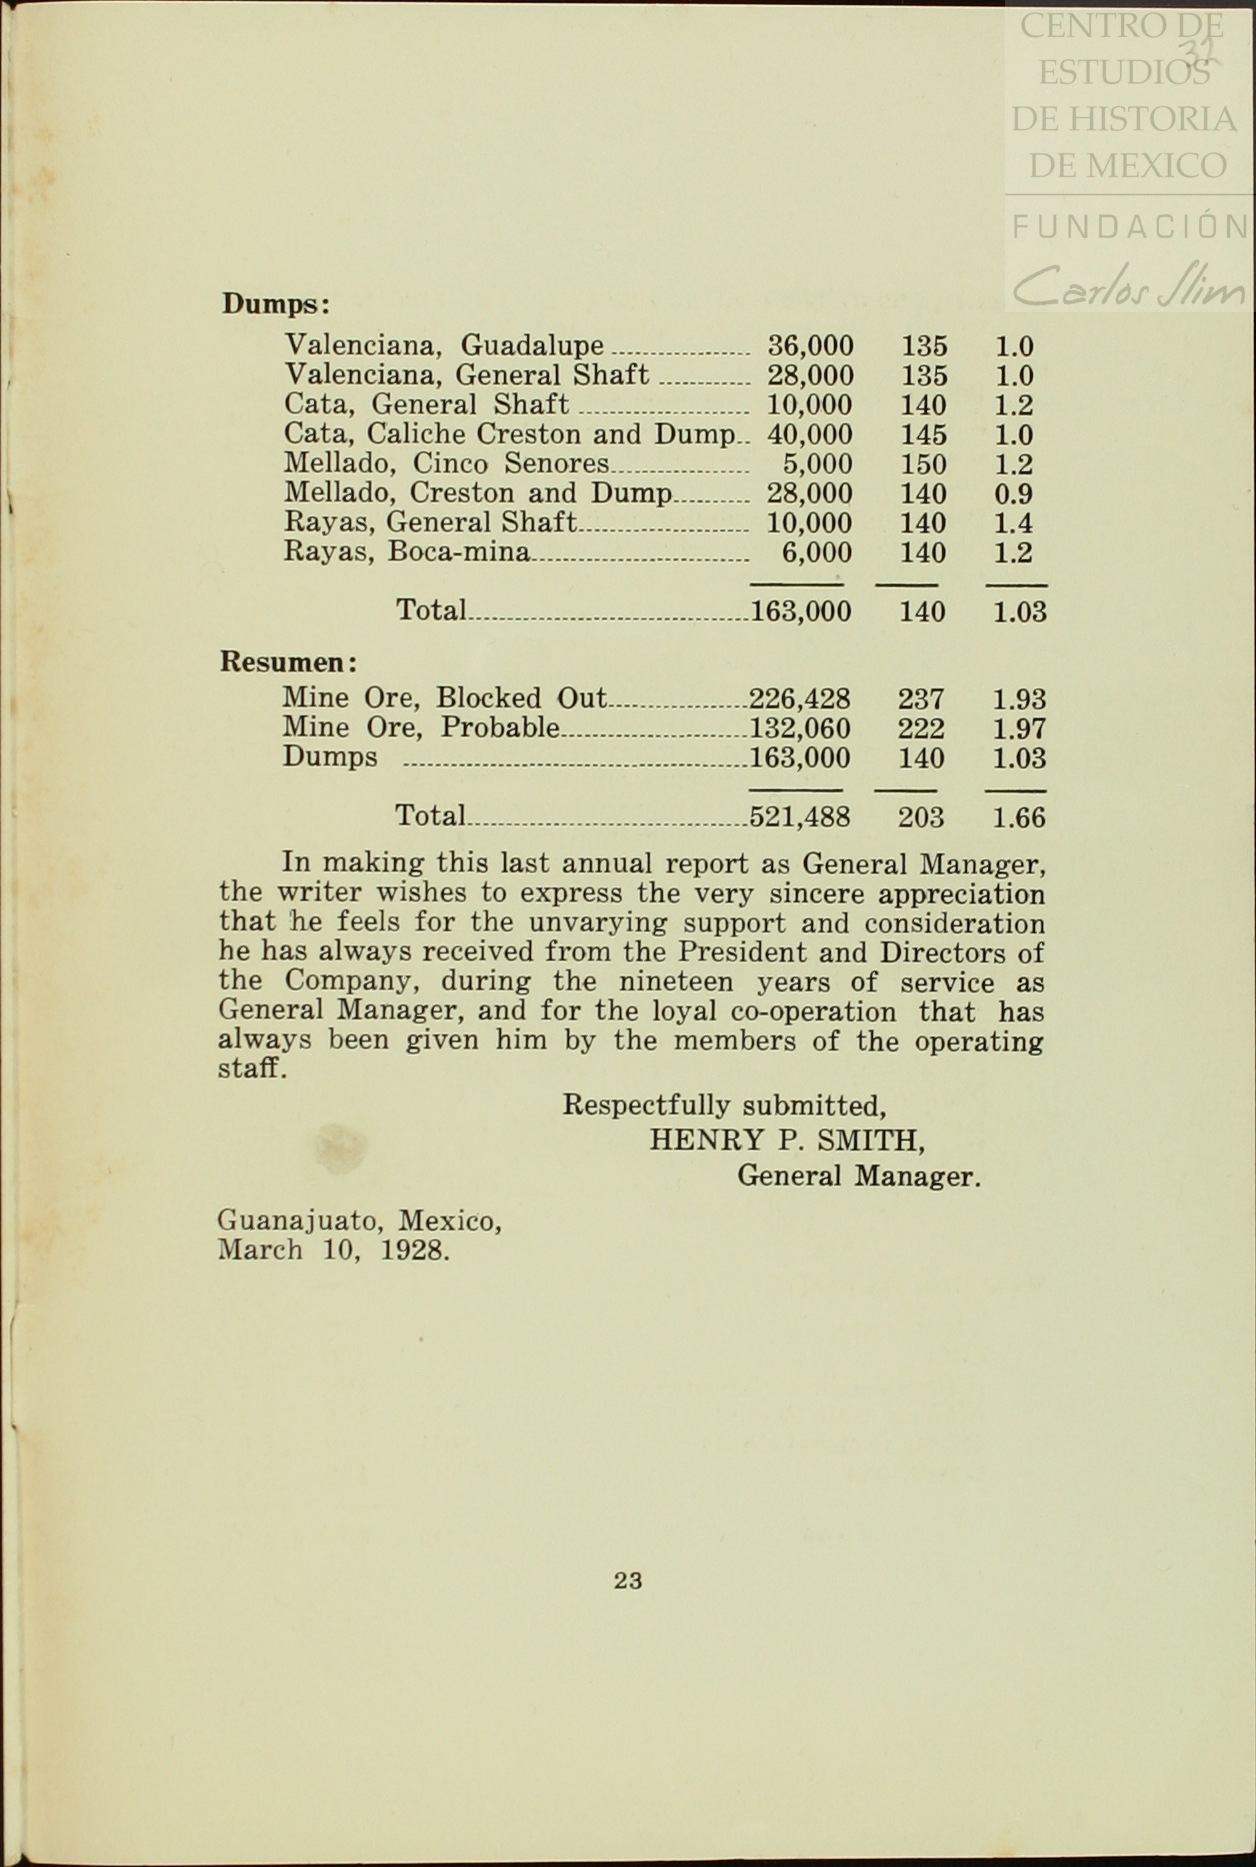 CENTRO DE
ESTUDIOS
DE HISTORIA
DE MEXICO
FUNDACIÓN
Carlos Slim
32
Dumps:
Valenciana, Guadalupe 36,000 135 1.0
Valenciana, General Shaft 28,000 135 1.0
Cata, General Shaft 10,000 140 1.2
Cata, Caliche Creston and Dump 40,000 145 1.0
Mellado, Cinco Senores 5,000 150 1.2
Mellado, Creston and Dump 28,000 140 0.9
Rayas, General Shaft 10,000 140 1.4
Rayas, Boca-mina 6,000 140 1.2
Total 163,000 140 1.03
Resumen:
Mine Ore, Blocked Out 226,428 237 1.93
Mine Ore, Probable 132,060 222 1.97
Dumps 163,000 140 1.03
Total 521,488 203 1.66
In making this last annual report as General Manager,
the writer wishes to express the very sincere appreciation
that he feels for the unvarying support and consideration
he has always received from the President and Directors of
the Company, during the nineteen years of service as
General Manager, and for the loyal co-operation that has
always been given him by the members of the operating
staff.
Respectfully submitted,
HENRY P. SMITH,
General Manager.
Guanajuato, Mexico,
March 10, 1928.
23